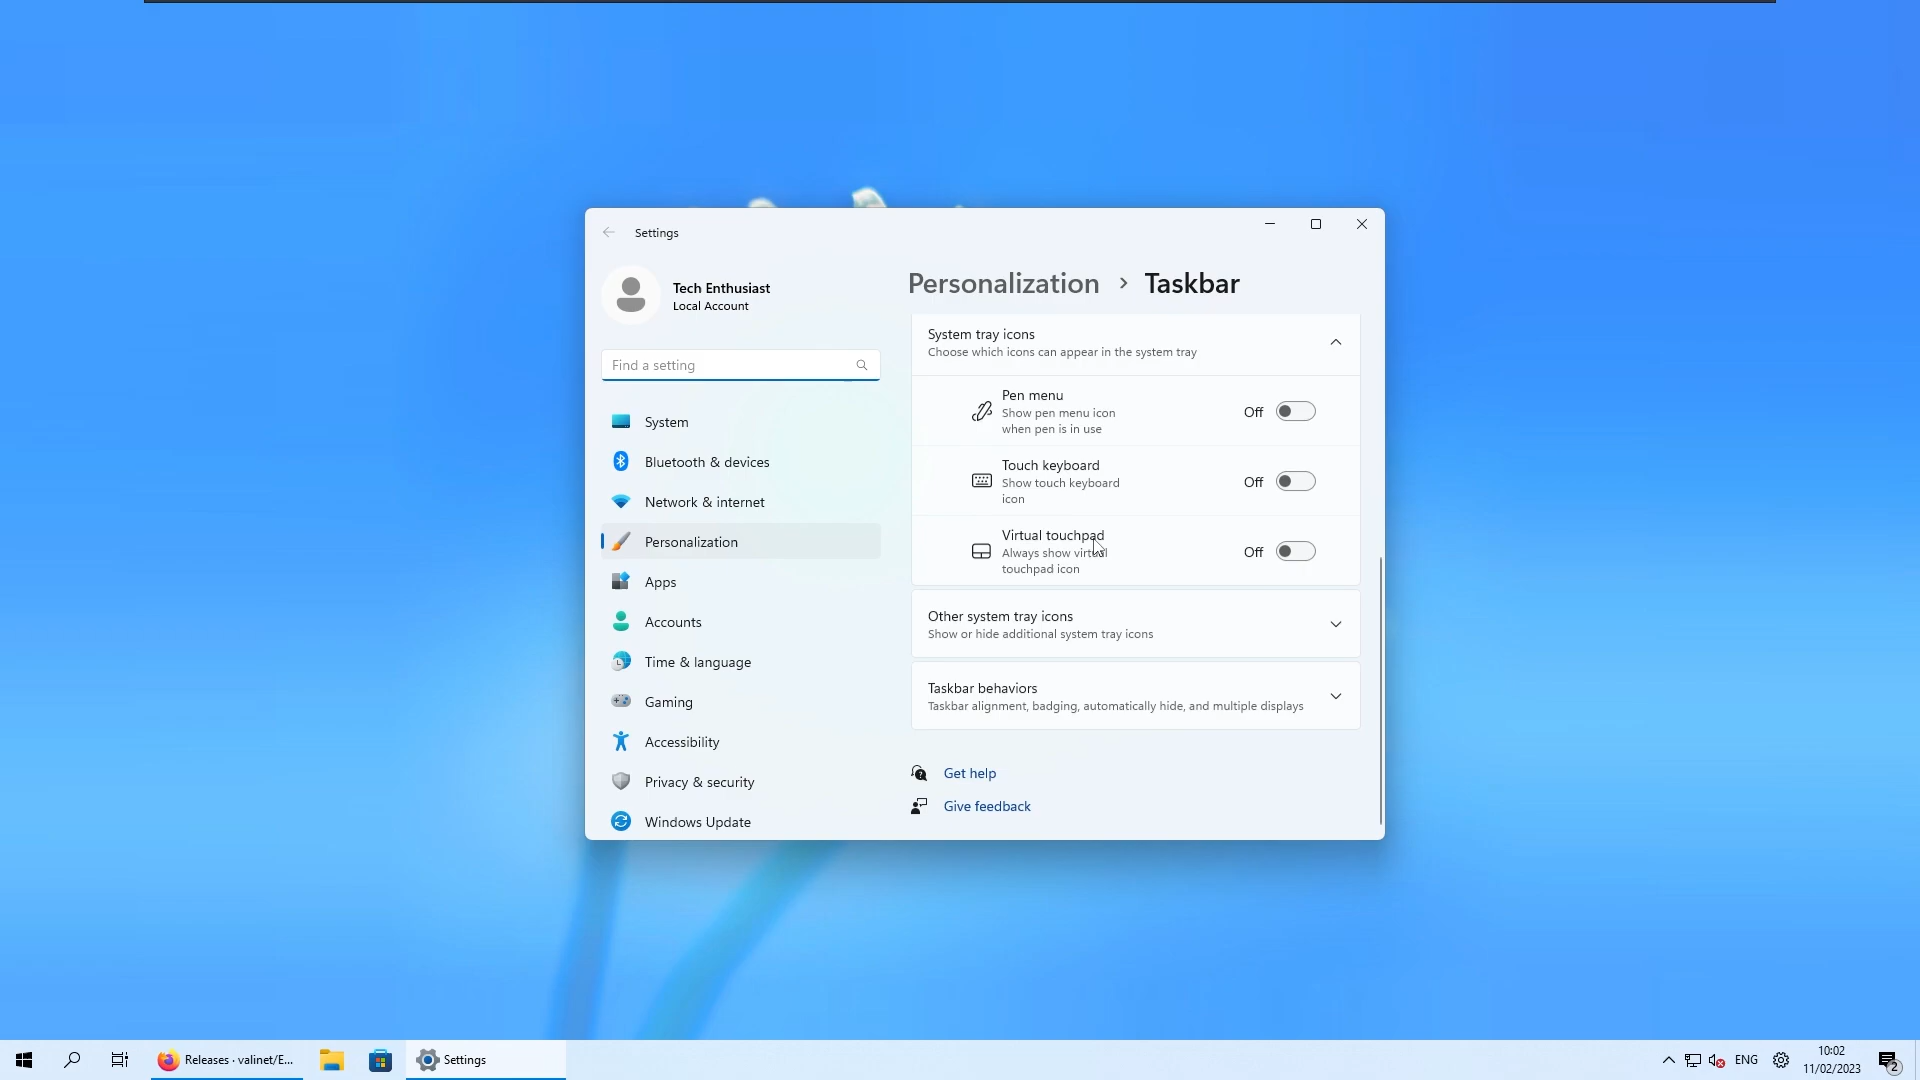 Settings
Tech Enthusiast
Local Account
Find a setting
System
Bluetooth & devices
Network & internet
Personalization
Apps
Accounts
Time & language
Gaming
Accessibility
Privacy & security
Windows Update
Personalization › Taskbar
System tray icons
Choose which icons can appear in the system tray
Pen menu
Show pen menu icon
when pen is in use
Off
Touch keyboard
Show touch keyboard
icon
Off
Virtual touchpad
Always show virtual
touchpad icon
Off
Other system tray icons
Show or hide additional system tray icons
Taskbar behaviors
Taskbar alignment, badging, automatically hide, and multiple displays
Get help
Give feedback
Releases · valinet/E...
Settings
ENG
10:02
11/02/2023
2